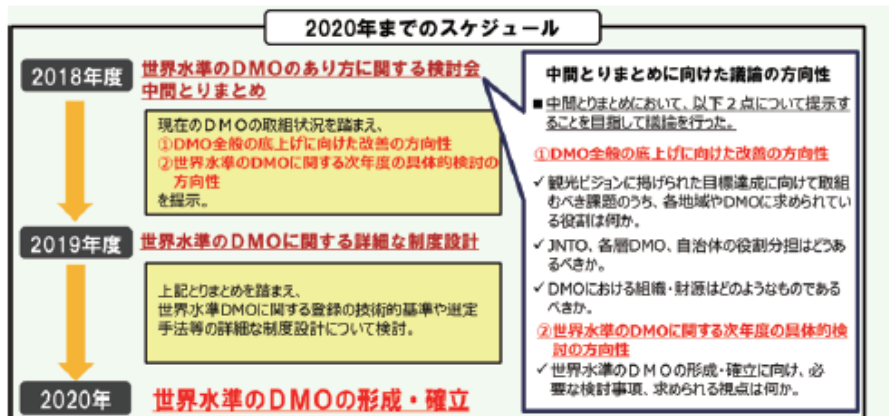 2020年までのスケジュール
2018年度
世界水準のDMOのあり方に関する検討会
中間とりまとめ
現在のDMOの取組状況を踏まえ、
①DMO全般の底上げに向けた改善の方向性
②世界水準のDMOに関する次年度の具体的検討の
方向性
を提示。
2019年度
世界水準のDMOに関する詳細な制度設計
上記とりまとめを踏まえ、
世界水準DMOに関する登録の技術的基準や選定
手法等の詳細な制度設計について検討。
2020年
世界水準のDMOの形成・確立
中間とりまとめに向けた議論の方向性
■中間とりまとめにおいて、以下2点について提示す
ることを目指して議論を行った。
①DMO全般の底上げに向けた改善の方向性
✓観光ビジョンに掲げられた目標達成に向けて取組
むべき課題のうち、各地域やDMOに求められてい
る役割は何か。
✓JNTO、各層DMO、自治体の役割分担はどうあ
るべきか。
✓DMOにおける組織・財源はどのようなものである
べきか。
②世界水準のDMOに関する次年度の具体的検
討の方向性
✓世界水準のDMOの形成・確立に向け、必
要な検討事項、求められる視点は何か。